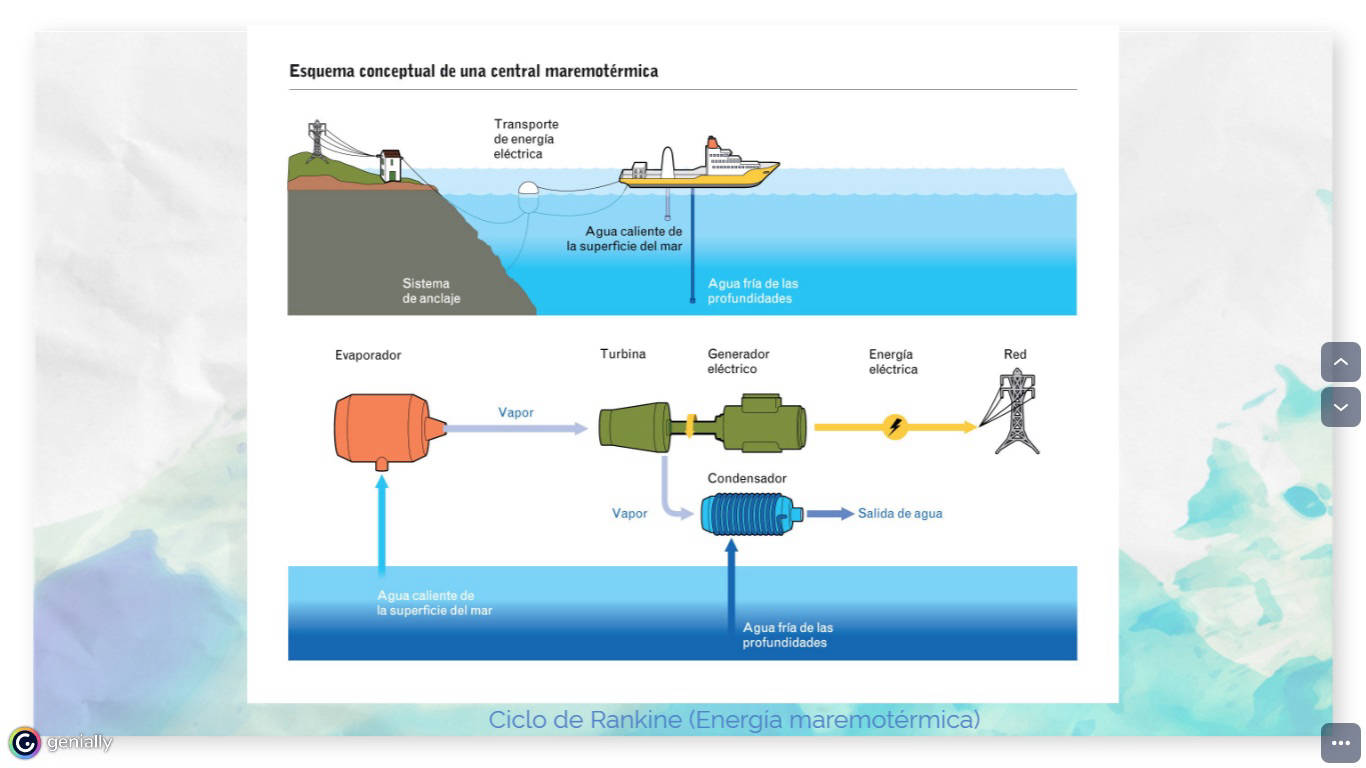 Esquema conceptual de una central maremotérmica
Transporte
de energía
eléctrica
Agua caliente de
la superficie del mar
Sistema
de anclaje
Agua fría de las
profundidades
Evaporador
Turbina
Generador
eléctrico
Energía
eléctrica
Red
Vapor
Condensador
Vapor
Salida de agua
Agua caliente de
la superficie del mar
Agua fría de las
profundidades
Ciclo de Rankine (Energía maremotérmica)
genially